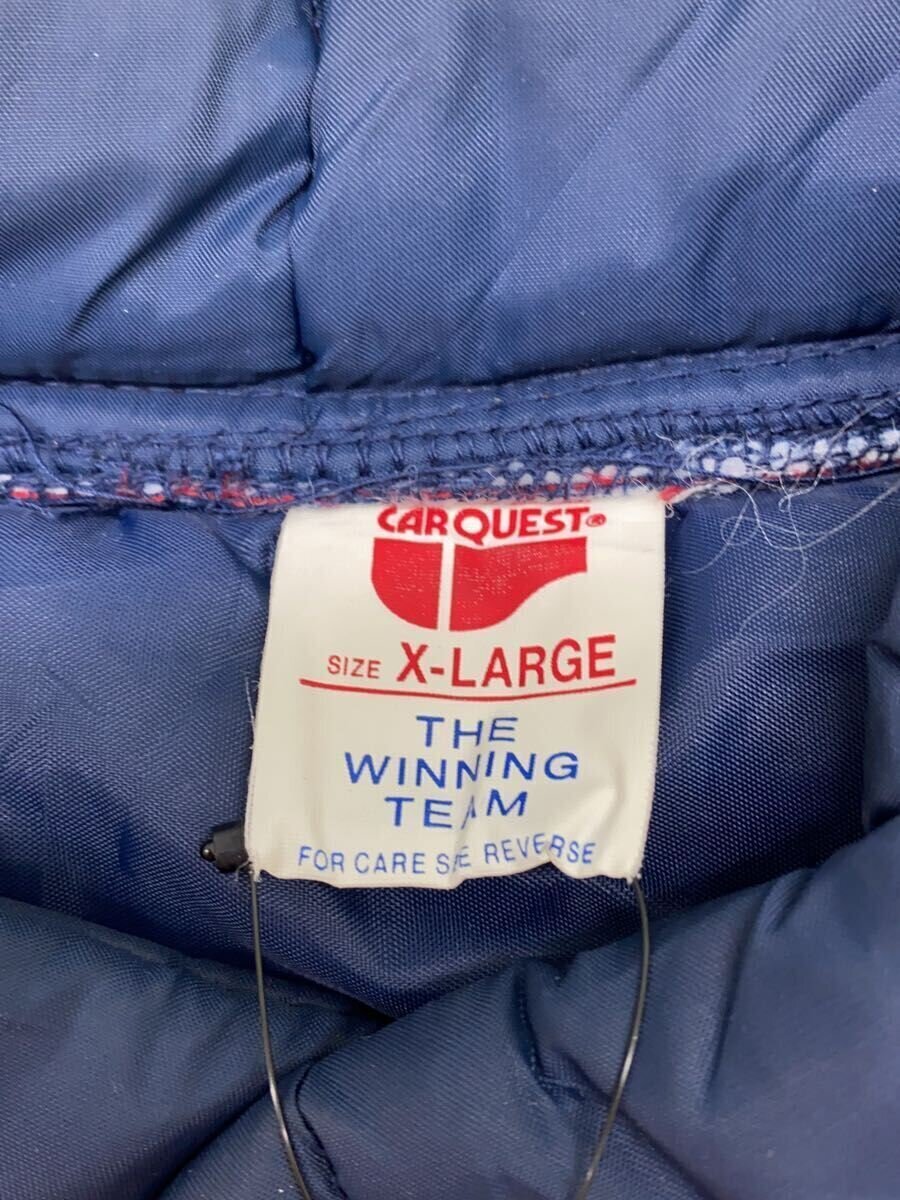 CARQUEST®
SIZE X-LARGE
THE
WINNING
TEAM
FOR CARE SEE REVERSE